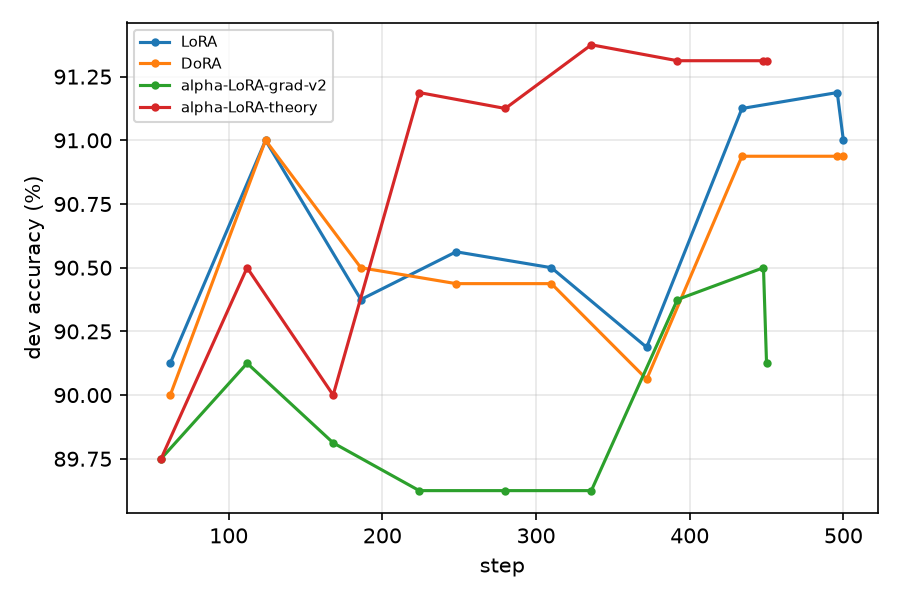 LoRA
DoRA
alpha-LoRA-grad-v2
alpha-LoRA-theory
91.25
91.00
90.75
90.50
90.25
90.00
89.75
dev accuracy (%)
100 200 300 400 500
step